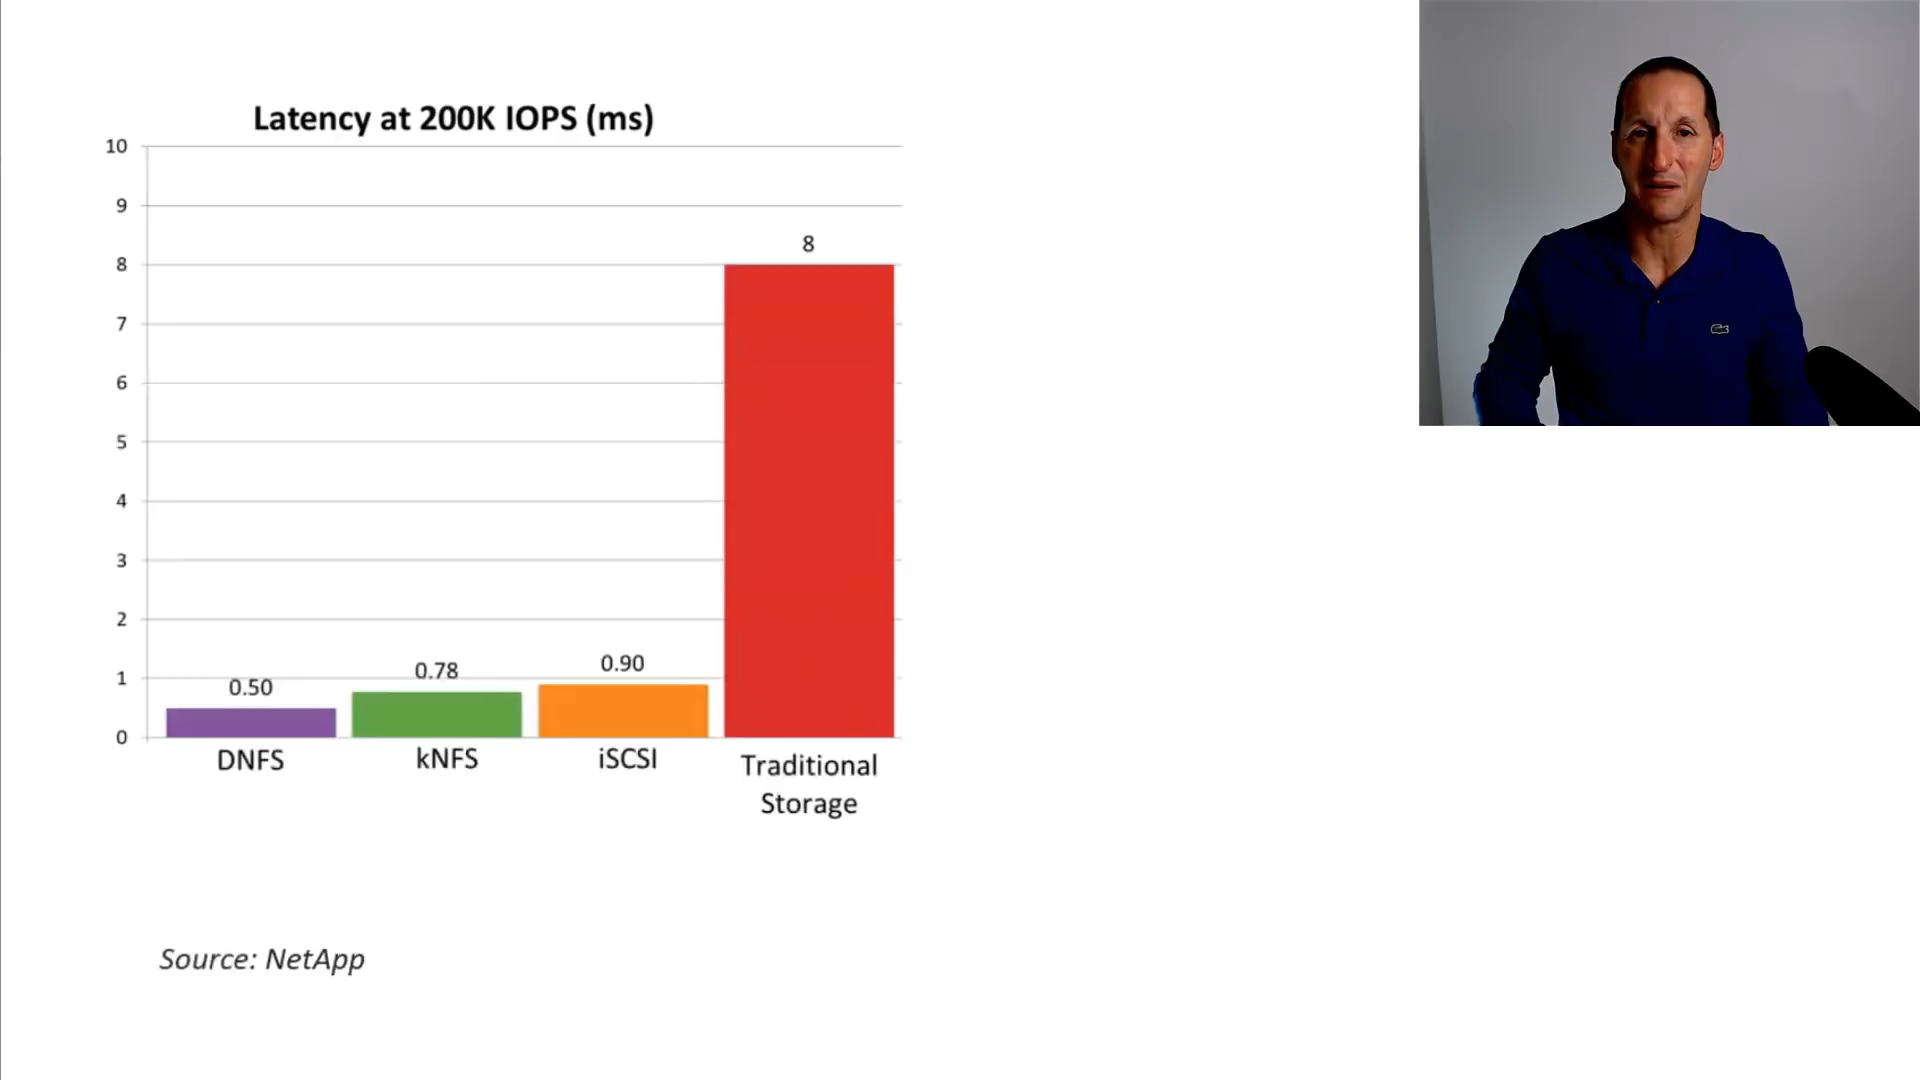 Latency at 200K IOPS (ms)
10
9
8
7
6
5
4
3
2
1
0
0.50
0.78
0.90
8
DNFS
kNFS
iSCSI
Traditional
Storage
Source: NetApp